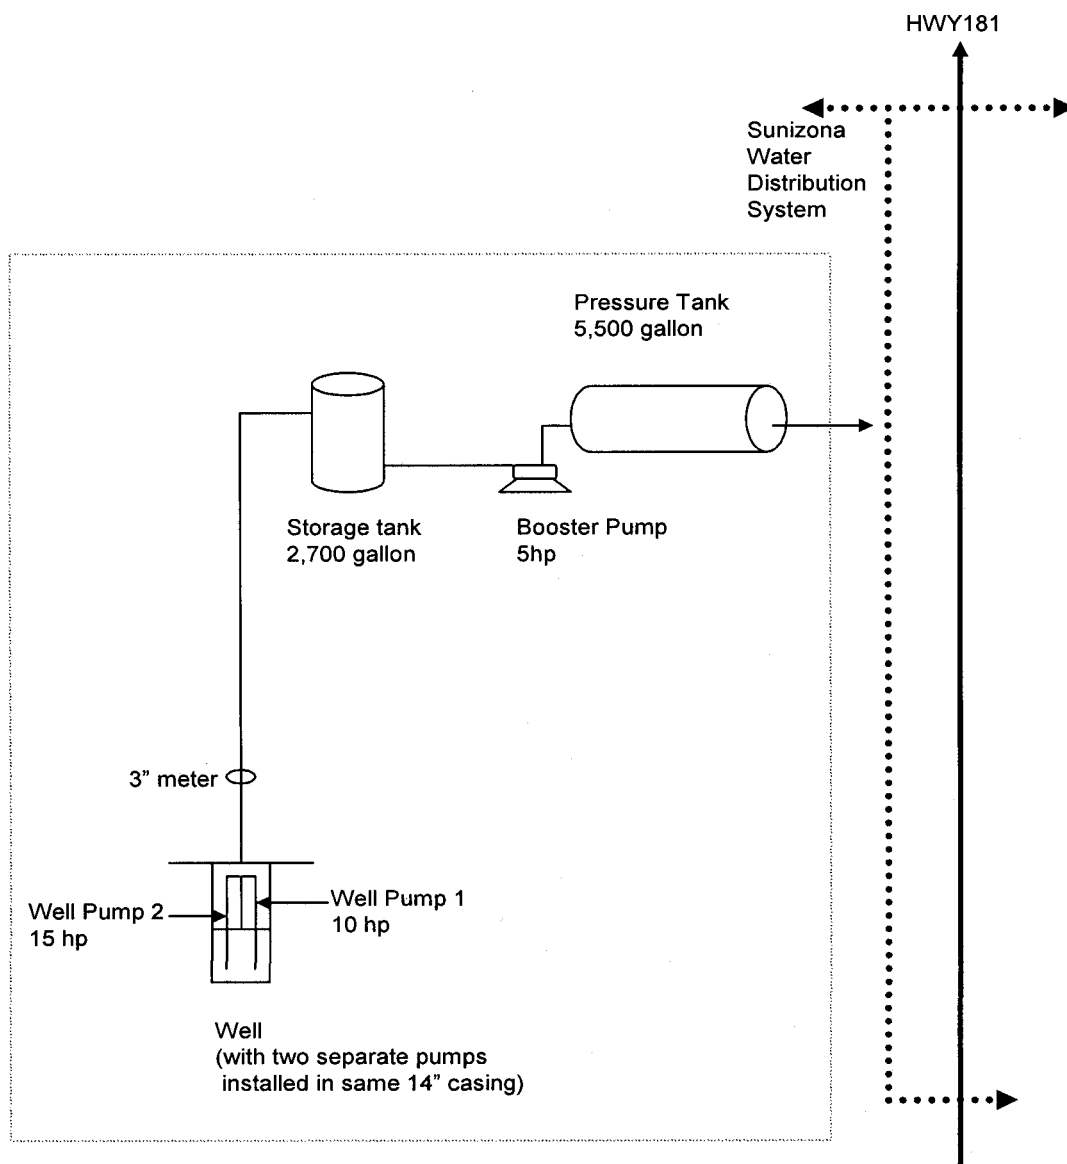 HWY181
Sunizona
Water
Distribution
System
Pressure Tank
5,500 gallon
Storage tank
2,700 gallon
Booster Pump
5hp
3” meter
Well Pump 2
15 hp
Well Pump 1
10 hp
Well
(with two separate pumps
installed in same 14” casing)